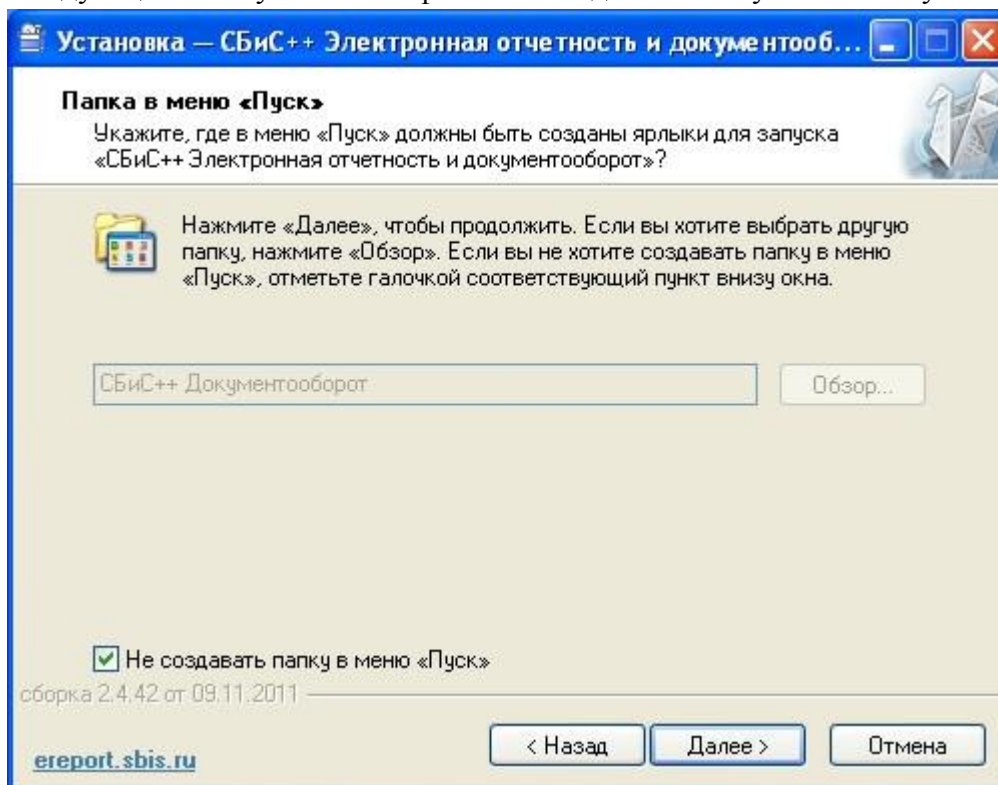 Установка — СБиС++ Электронная отчетность и документооб...
Папка в меню «Пуск»
Укажите, где в меню «Пуск» должны быть созданы ярлыки для запуска
«СБиС++ Электронная отчетность и документооборот»?
Нажмите «Далее», чтобы продолжить. Если вы хотите выбрать другую
папку, нажмите «Обзор». Если вы не хотите создавать папку в меню
«Пуск», отметьте галочкой соответствующий пункт внизу окна.
СБиС++ Документооборот
Обзор...
Не создавать папку в меню «Пуск»
сборка 2.4.42 от 09.11.2011
ereport.sbis.ru
< Назад
Далее >
Отмена